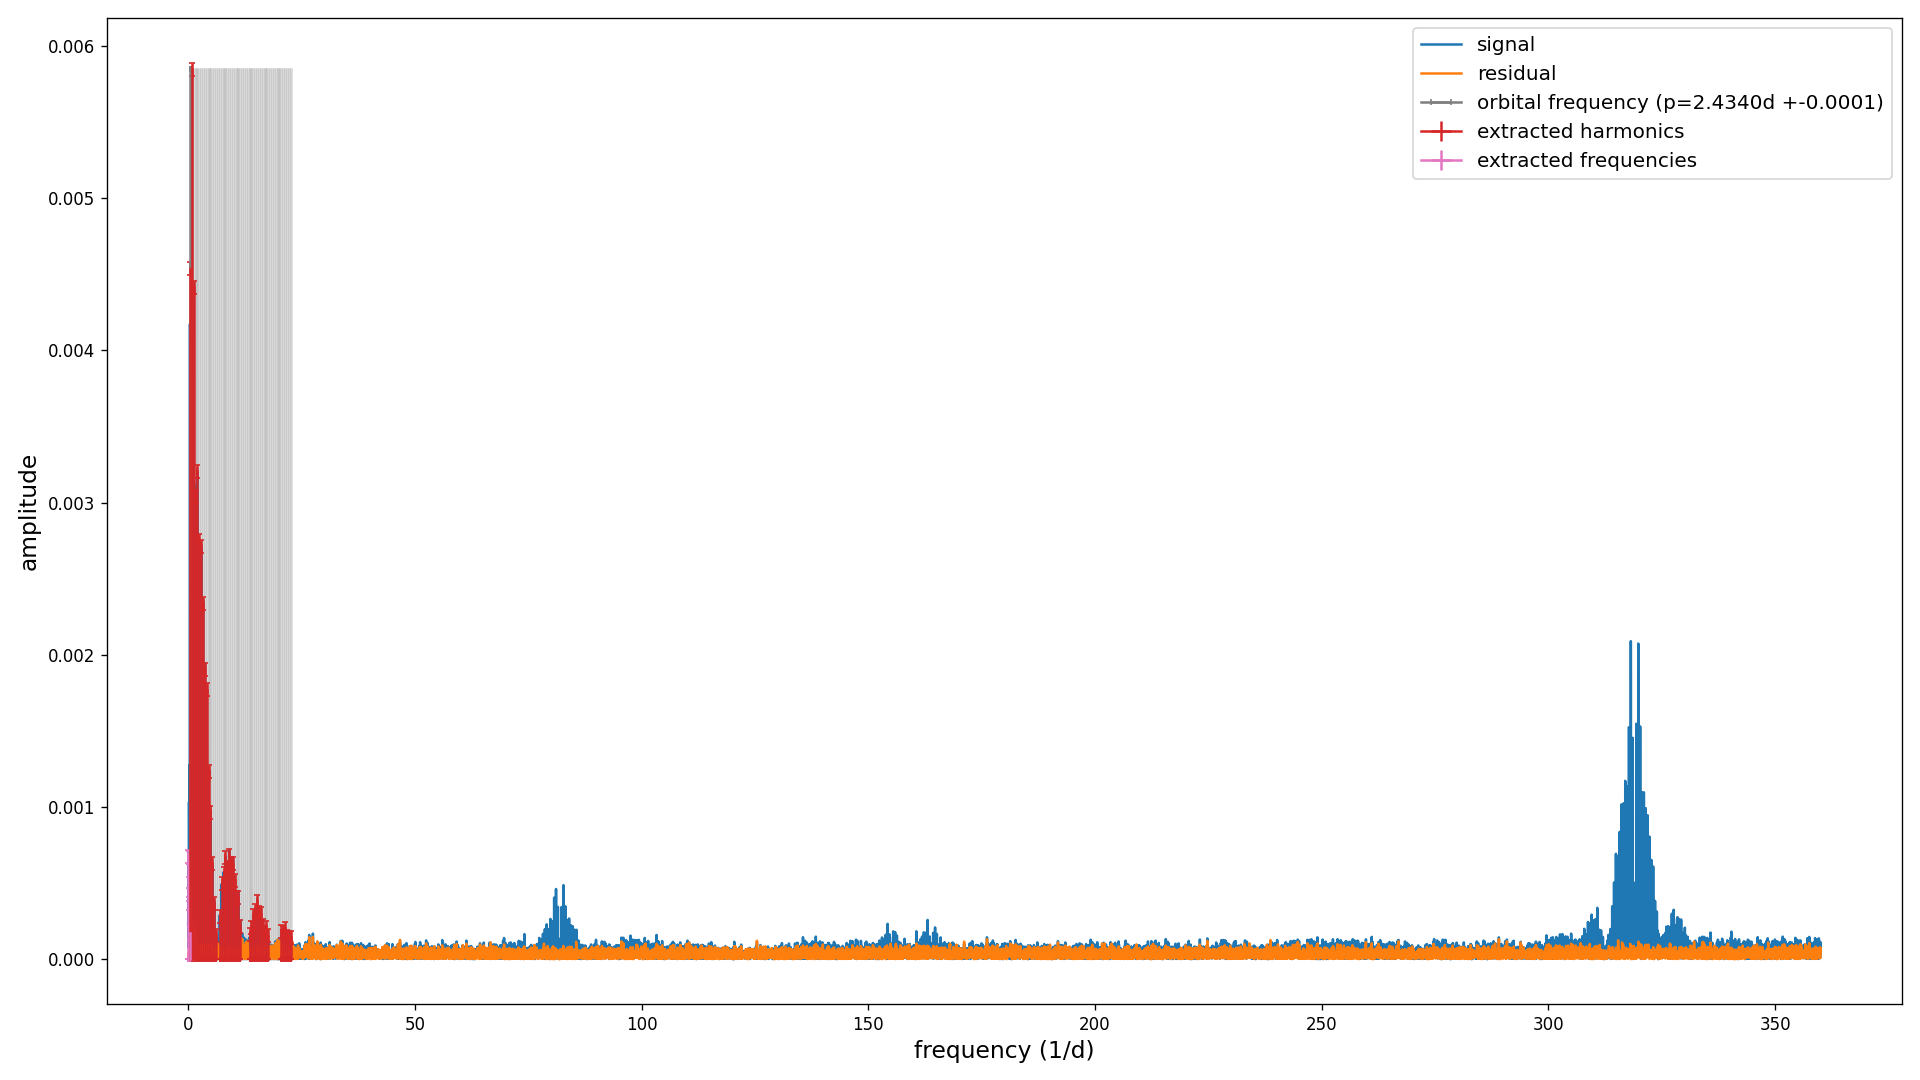 0.006
0.005
0.004
0.003
0.002
0.001
0.000
amplitude
0
50
100
150
200
250
300
350
frequency (1/d)
signal
residual
orbital frequency (p=2.4340d +-0.0001)
extracted harmonics
extracted frequencies